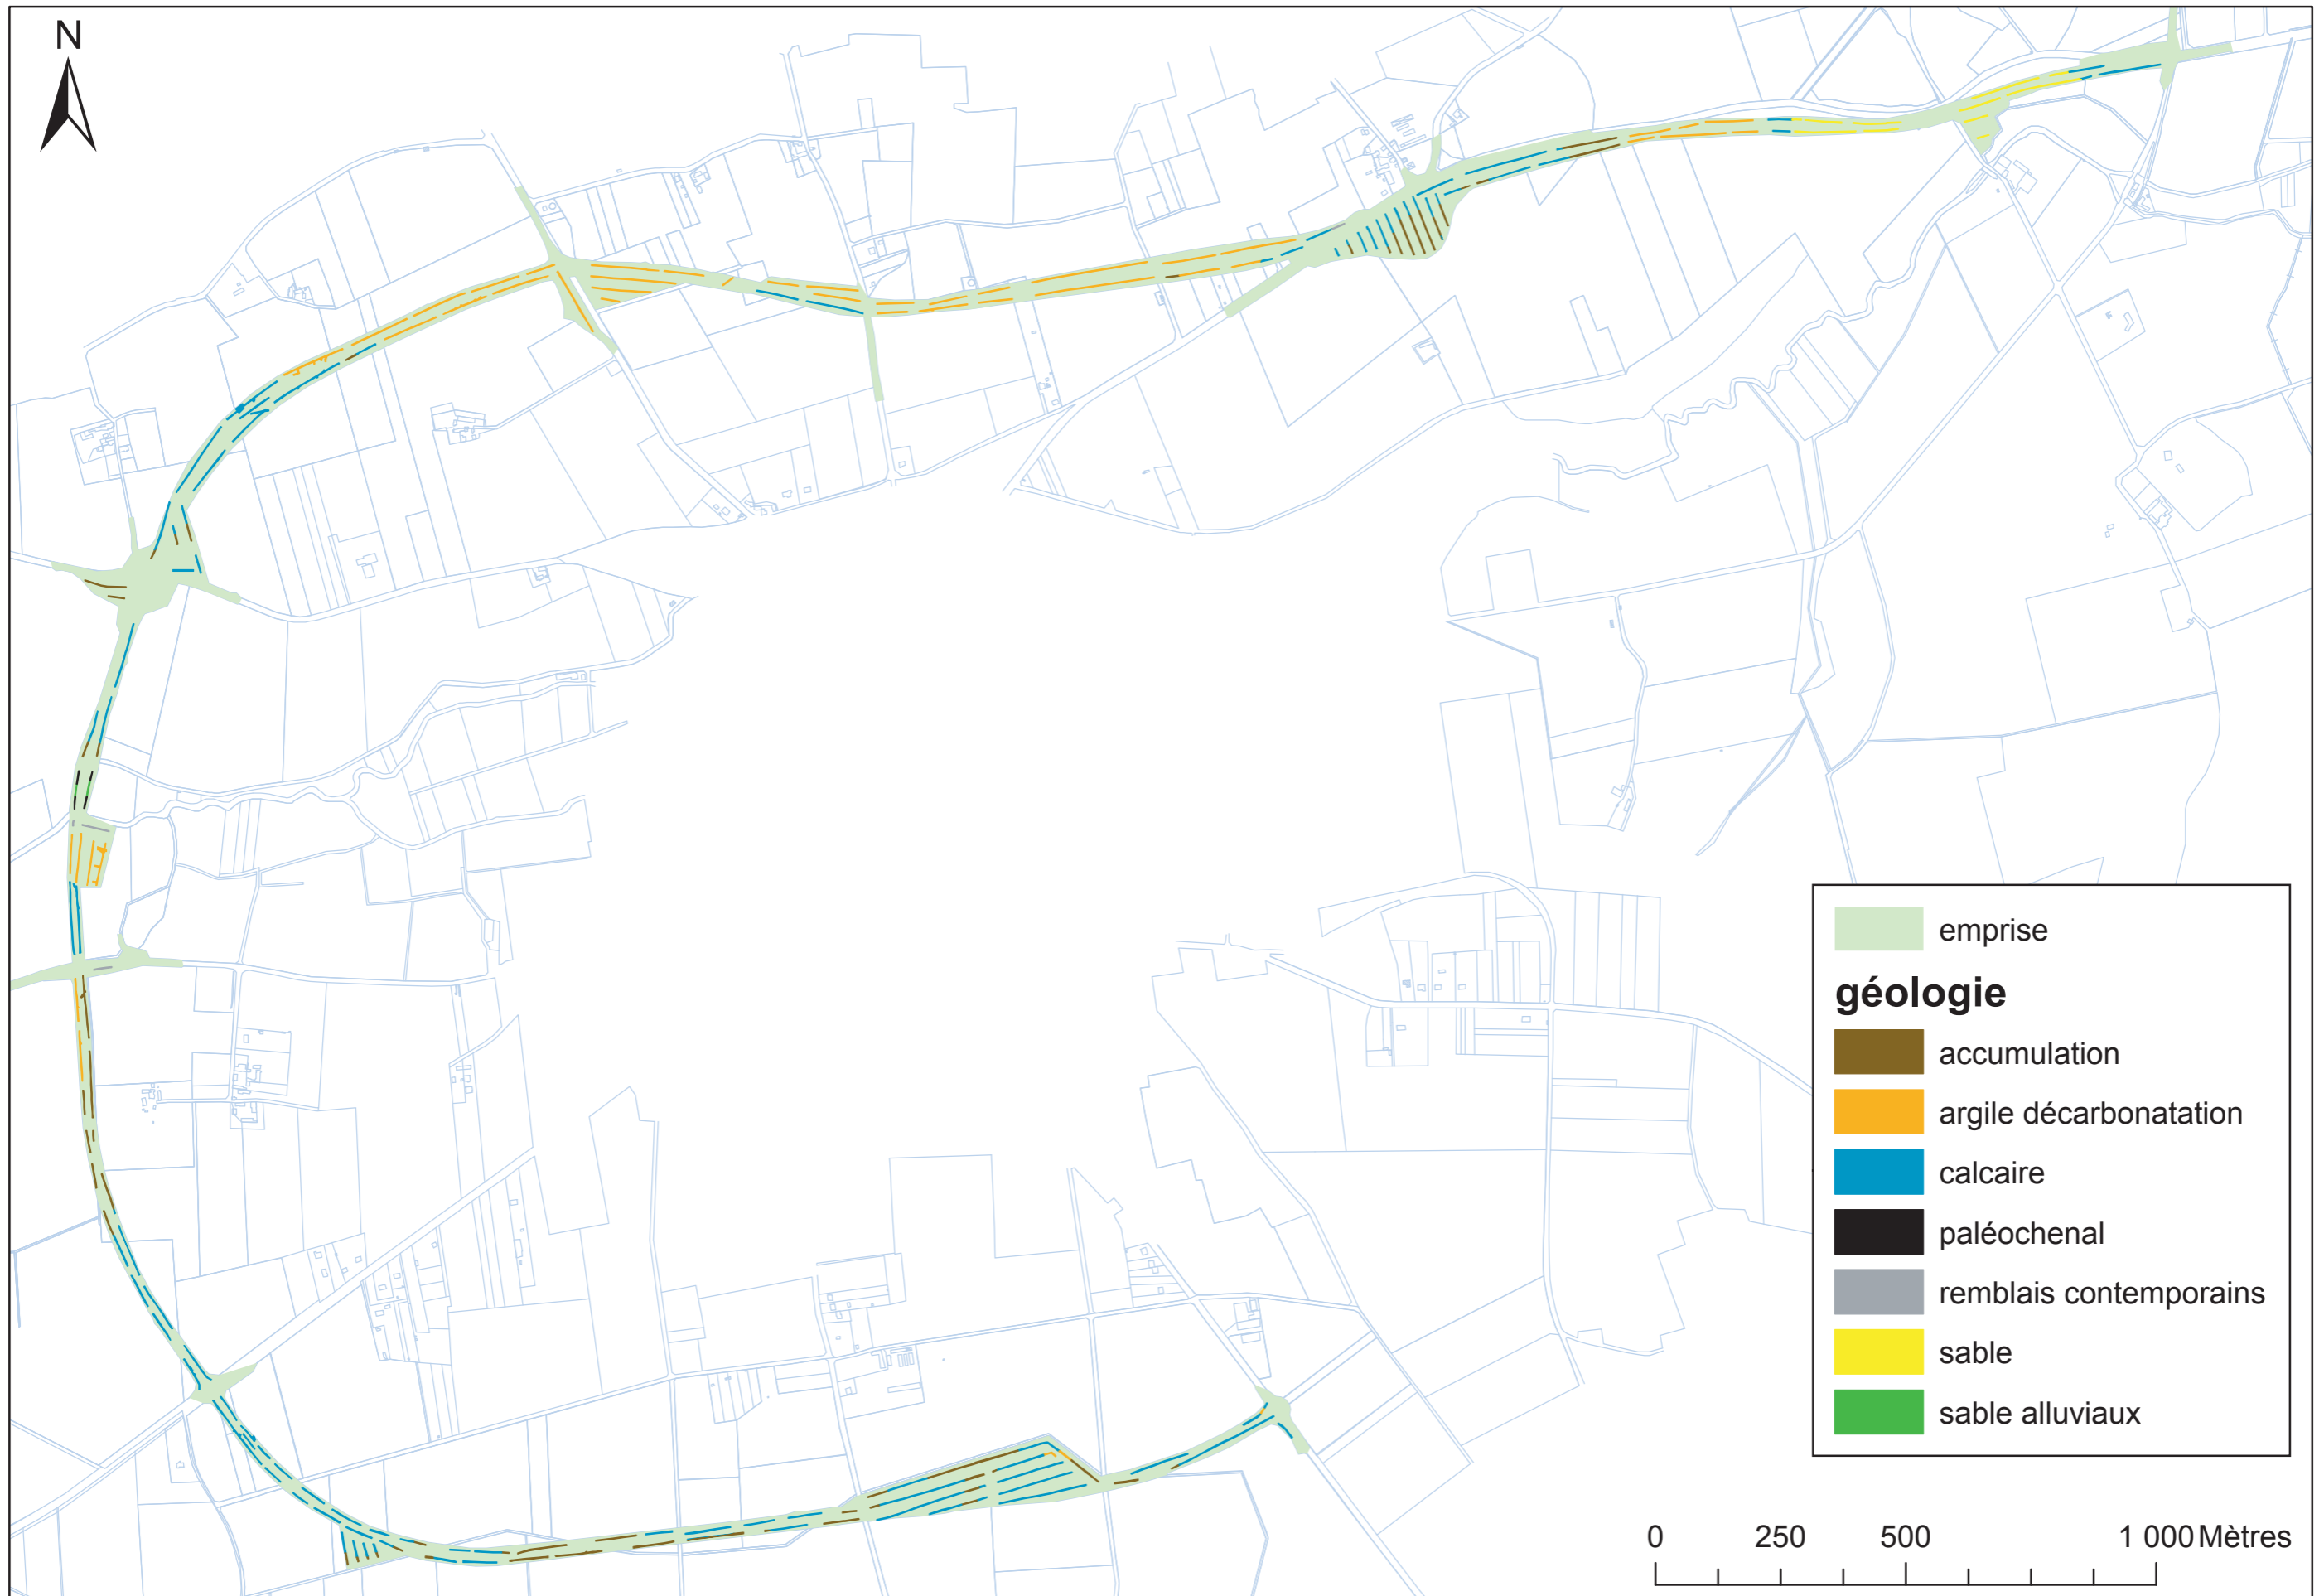 N
emprise
géologie
accumulation
argile décarbonatation
calcaire
paléochenal
remblais contemporains
sable
sable alluviaux
0 250 500 1 000 Mètres